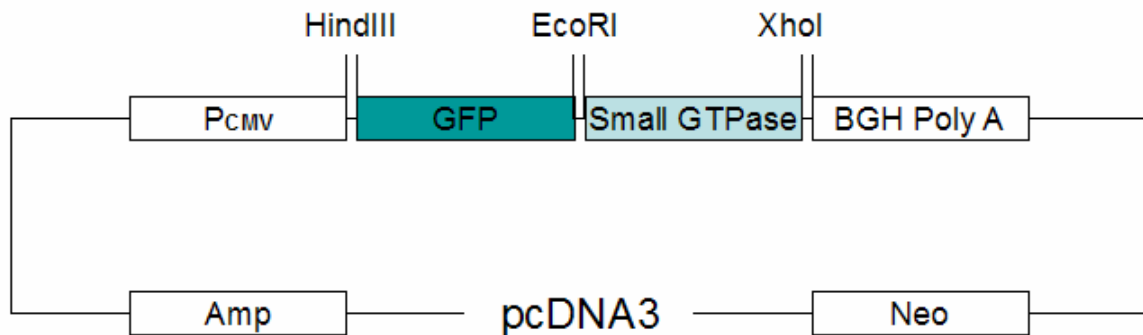 HindIII EcoRI XhoI
PCMV GFP Small GTPase BGH Poly A
Amp pcDNA3 Neo